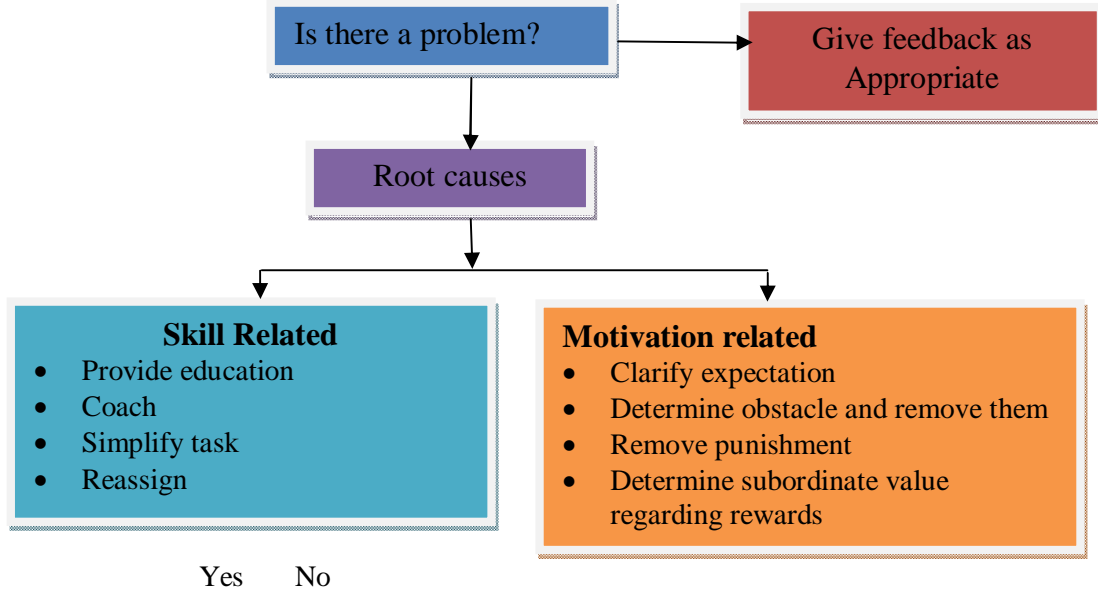 Is there a problem?
Give feedback as
Appropriate
Root causes
Skill Related
• Provide education
• Coach
• Simplify task
• Reassign
Motivation related
• Clarify expectation
• Determine obstacle and remove them
• Remove punishment
• Determine subordinate value
regarding rewards
Yes No